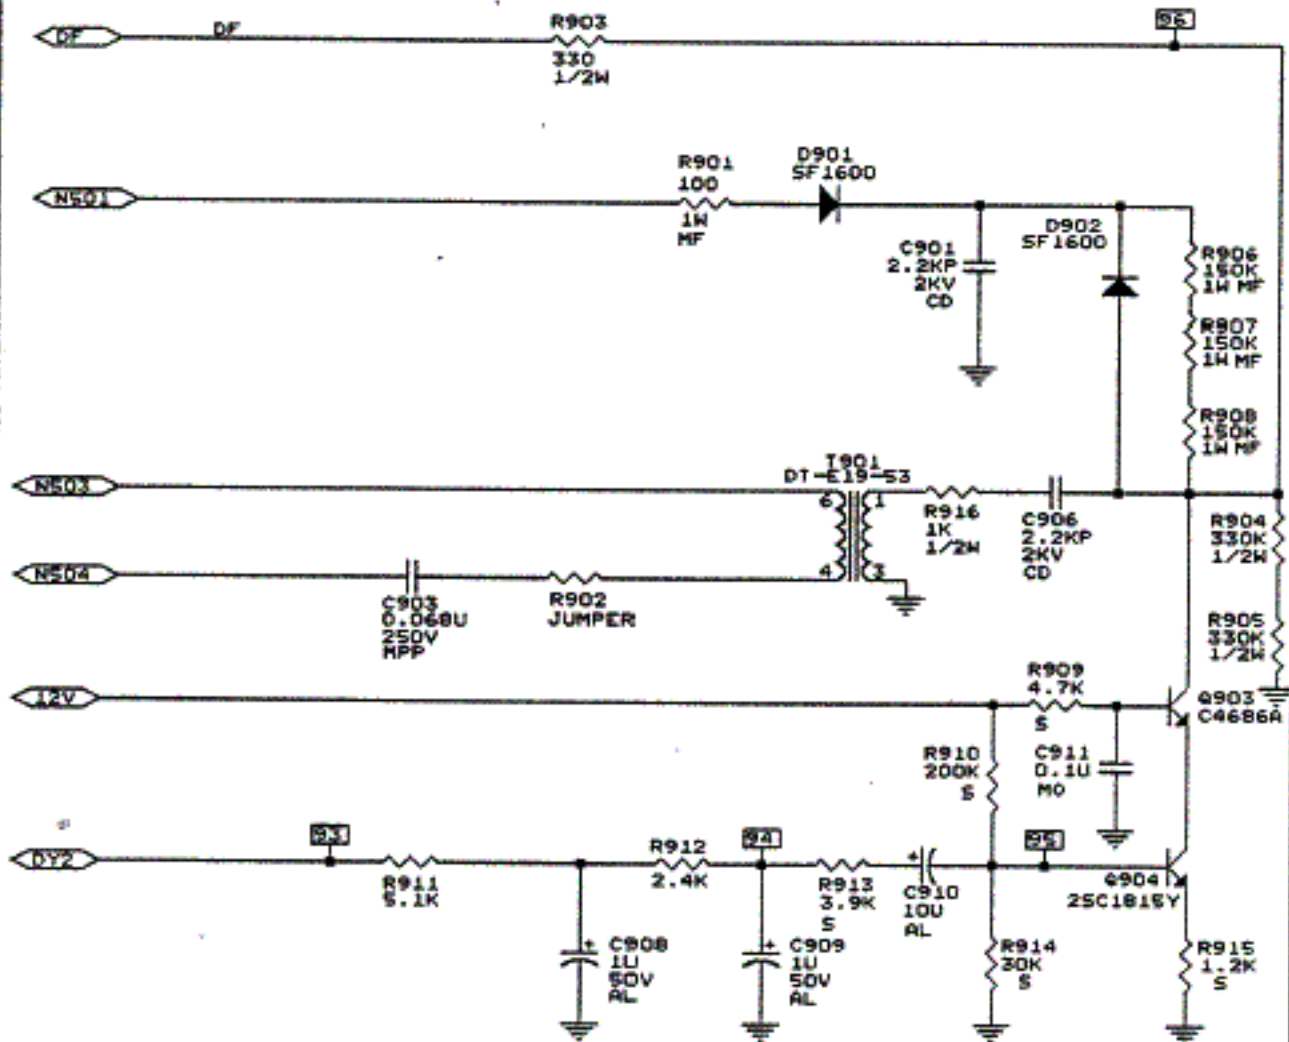 DF
DF
R903
330
1/2W
96
N501
R901
100
1W
MF
D901
SF1600
C901
2.2KP
2KV
CD
D902
SF1600
R906
150K
1W MF
R907
150K
1W MF
R908
150K
1W MF
N503
T901
DT-E19-53
6
1
4
3
R916
1K
1/2W
C906
2.2KP
2KV
CD
R904
330K
1/2W
N504
C903
0.068U
250V
MPP
R902
JUMPER
R905
330K
1/2W
12V
R909
4.7K
S
Q903
C4686A
R910
200K
S
C911
0.1U
MO
DY2
93
R911
5.1K
R912
2.4K
94
R913
3.9K
S
+
C910
10U
AL
95
Q904
2SC1815Y
+
C908
1U
50V
AL
+
C909
1U
50V
AL
R914
30K
S
R915
1.2K
S